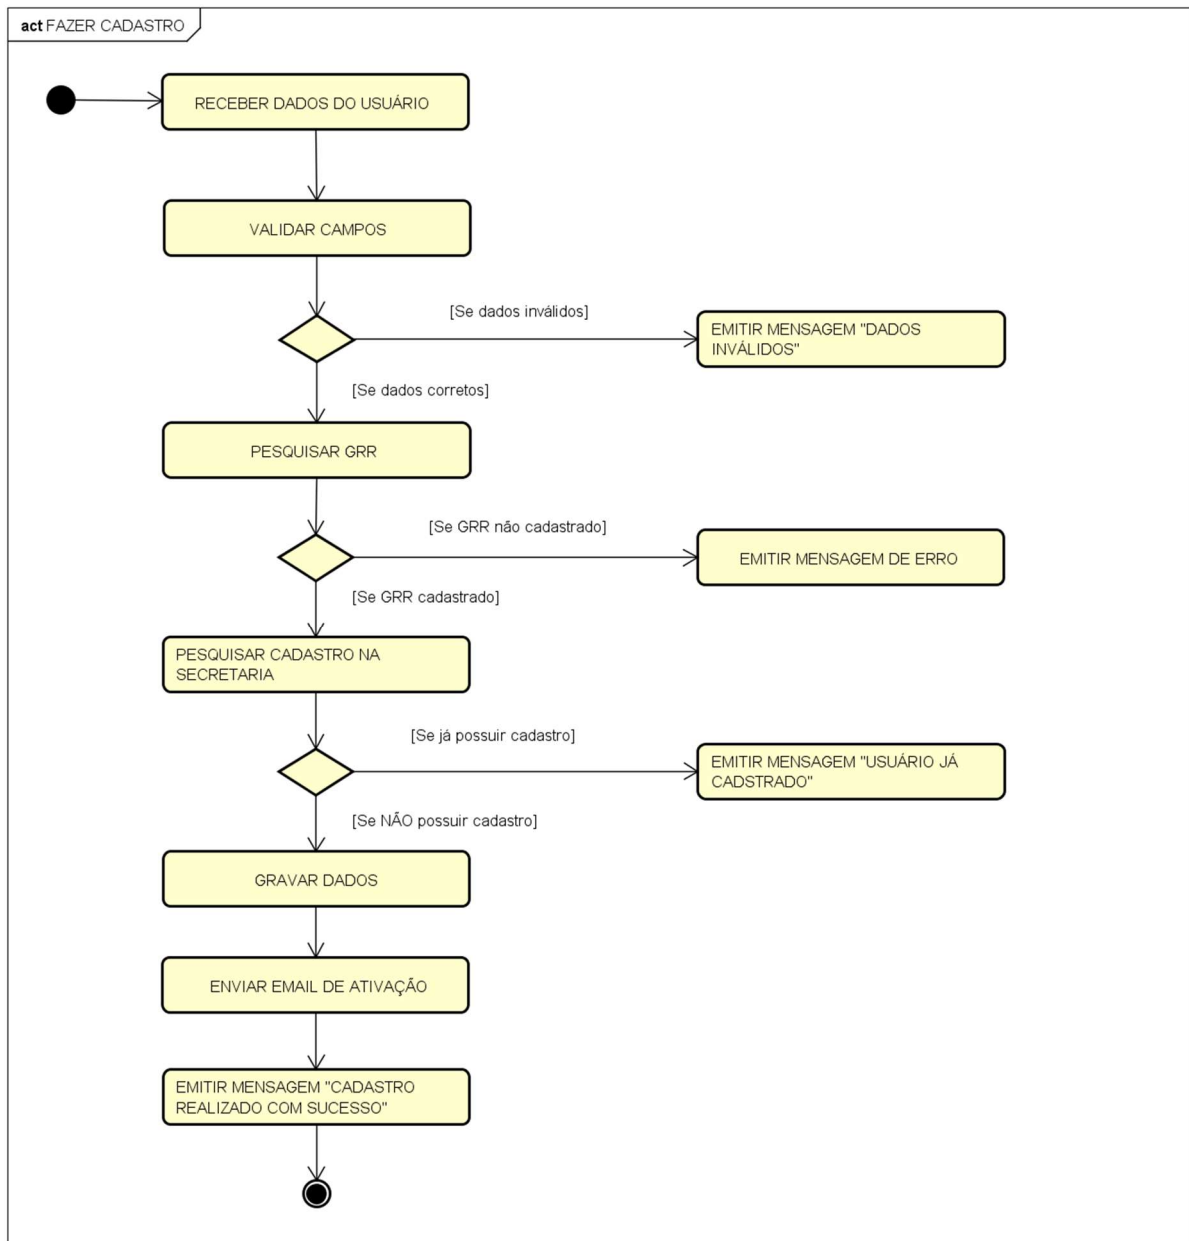 act FAZER CADASTRO
RECEBER DADOS DO USUÁRIO
VALIDAR CAMPOS
[Se dados inválidos]
EMITIR MENSAGEM "DADOS
INVÁLIDOS"
[Se dados corretos]
PESQUISAR GRR
[Se GRR não cadastrado]
EMITIR MENSAGEM DE ERRO
[Se GRR cadastrado]
PESQUISAR CADASTRO NA
SECRETARIA
[Se já possuir cadastro]
EMITIR MENSAGEM "USUÁRIO JÁ
CADSTRADO"
[Se NÃO possuir cadastro]
GRAVAR DADOS
ENVIAR EMAIL DE ATIVAÇÃO
EMITIR MENSAGEM "CADASTRO
REALIZADO COM SUCESSO"